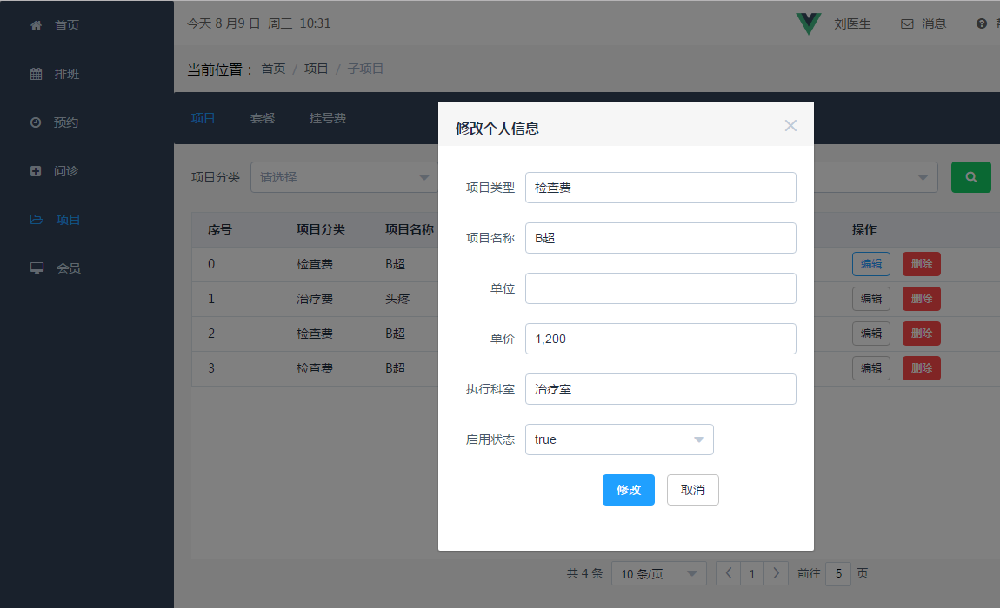 首页
排班
预约
问诊
项目
会员
今天 8 月9 日 周三 10:31
刘医生 消息
当前位置： 首页 / 项目 / 子项目
项目 套餐 挂号费
项目分类 请选择
序号 项目分类 项目名称 操作
0 检查费 B超 编辑 删除
1 治疗费 头疼 编辑 删除
2 检查费 B超 编辑 删除
3 检查费 B超 编辑 删除
修改个人信息
项目类型 检查费
项目名称 B超
单位
单价 1,200
执行科室 治疗室
启用状态 true
修改 取消
共 4 条 10 条/页 1 前往 5 页